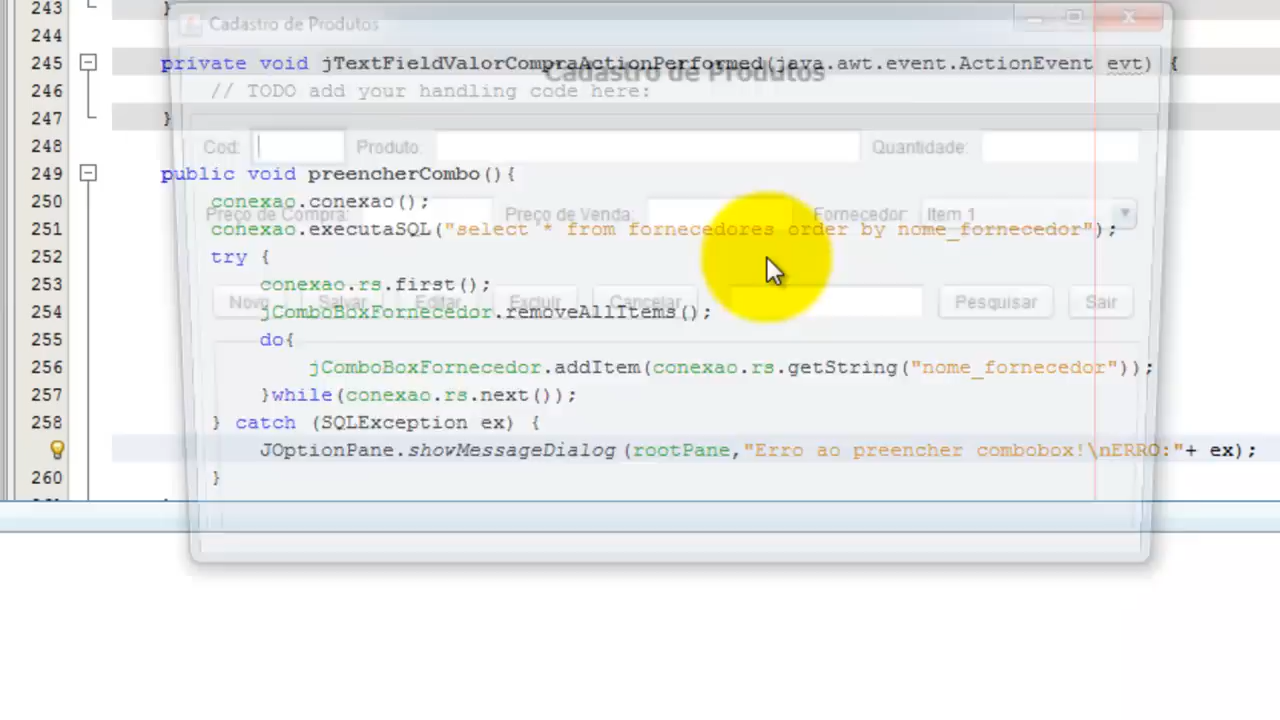 243 }
Cadastro de Produtos
244
245 private void jTextFieldValorCompraActionPerformed(java.awt.event.ActionEvent evt) {
Cadastro de Produtos
246 // TODO add your handling code here:
247 }
248
Cod: Produto: Quantidade:
249 public void preencherCombo(){
250 conexao.conexao();
Preço de Compra: Preço de Venda: Fornecedor: Item 1
251 conexao.executaSQL("select * from fornecedores order by nome_fornecedor");
252 try {
253 conexao.rs.first();
Novo Salvar Editar Excluir Cancelar Pesquisar Sair
254 jComboBoxFornecedor.removeAllItems();
255 do{
256 jComboBoxFornecedor.addItem(conexao.rs.getString("nome_fornecedor"));
257 }while(conexao.rs.next());
258 } catch (SQLException ex) {
JOptionPane.showMessageDialog(rootPane,"Erro ao preencher combobox!\nERRO:"+ ex);
260 }